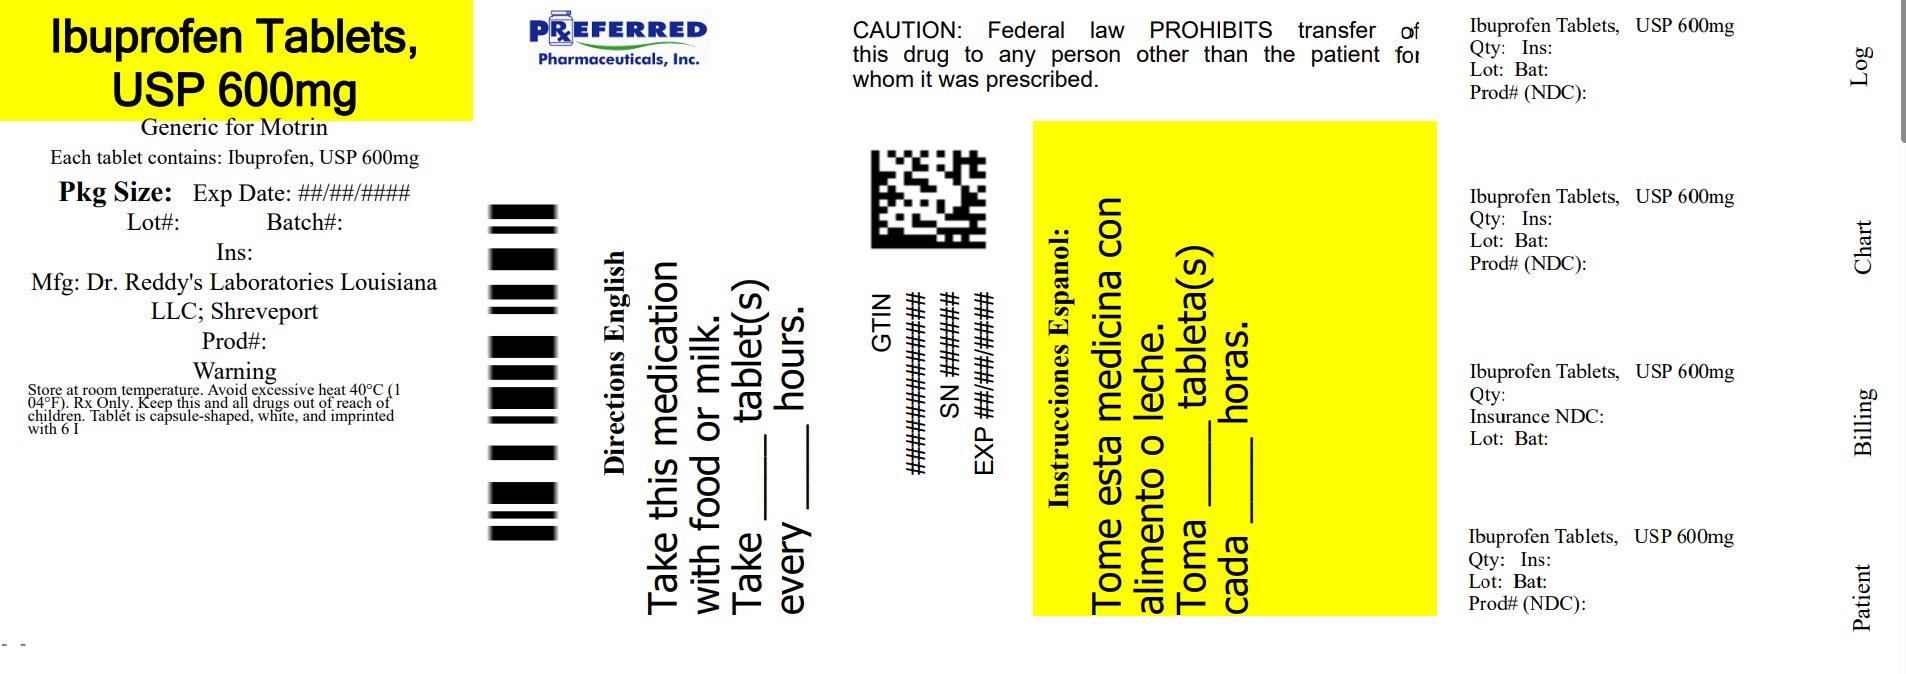 Ibuprofen Tablets,
USP 600mg
Generic for Motrin
Each tablet contains: Ibuprofen, USP 600mg
Pkg Size: Exp Date: ##/##/####
Lot#: Batch#:
Ins:
Mfg: Dr. Reddy's Laboratories Louisiana
LLC; Shreveport
Prod#:
Warning
Store at room temperature. Avoid excessive heat 40°C (1
04°F). Rx Only. Keep this and all drugs out of reach of
children. Tablet is capsule-shaped, white, and imprinted
with 6 I
PREFERRED
Pharmaceuticals, Inc.
Directions English
Take this medication
with food or milk.
Take ____ tablet(s)
every ____ hours.
CAUTION: Federal law PROHIBITS transfer of
this drug to any person other than the patient for
whom it was prescribed.
GTIN
##############
SN ######
EXP ##/##/####
Instrucciones Espanol:
Tome esta medicina con
alimento o leche.
Toma ____ tableta(s)
cada ____ horas.
Ibuprofen Tablets, USP 600mg
Qty: Ins:
Lot: Bat:
Prod# (NDC):
Log
Ibuprofen Tablets, USP 600mg
Qty: Ins:
Lot: Bat:
Prod# (NDC):
Chart
Ibuprofen Tablets, USP 600mg
Qty:
Insurance NDC:
Lot: Bat:
Billing
Ibuprofen Tablets, USP 600mg
Qty: Ins:
Lot: Bat:
Prod# (NDC):
Patient
- -